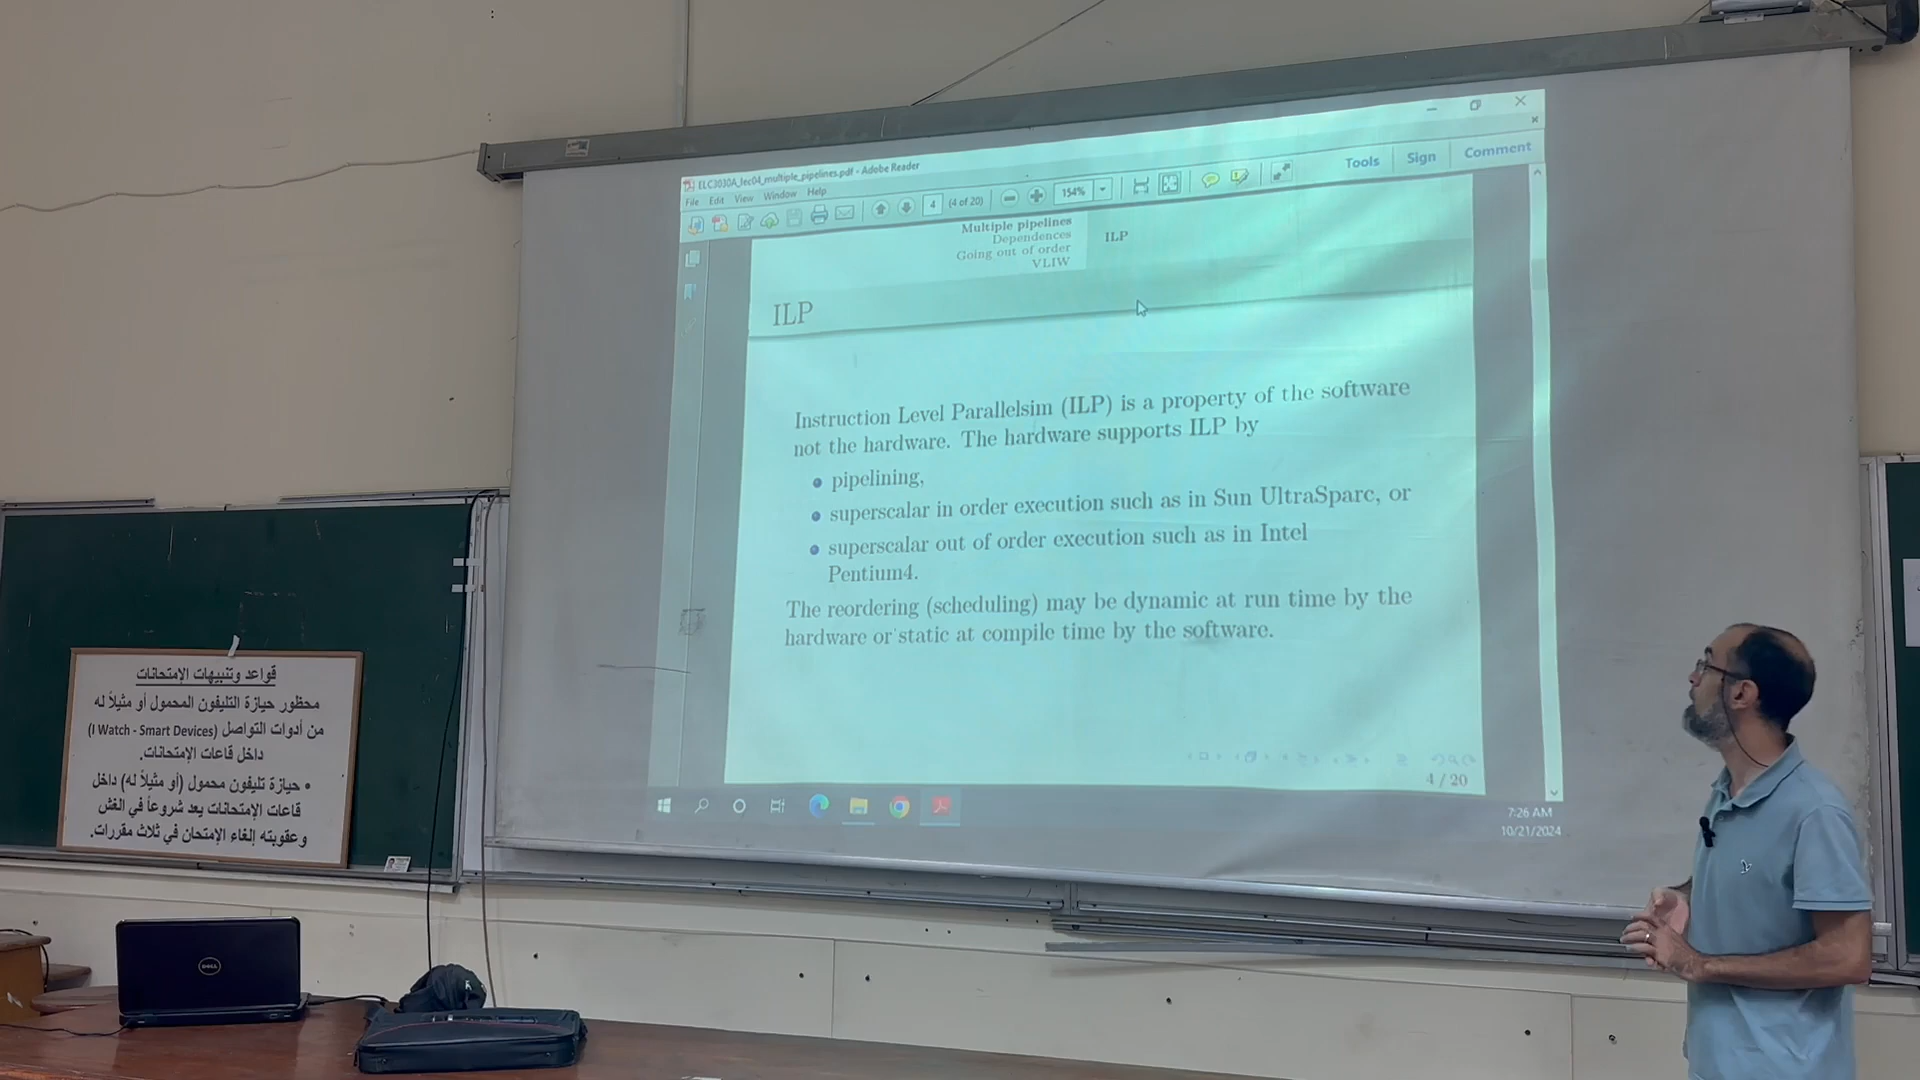 ELC3030A_lec04_multiple_pipelines.pdf - Adobe Reader
File Edit View Window Help
4 (4 of 20) 154% Tools Sign Comment
Multiple pipelines
Dependences
Going out of order
VLIW
ILP
ILP
Instruction Level Parallelsim (ILP) is a property of the software
not the hardware. The hardware supports ILP by
pipelining,
superscalar in order execution such as in Sun UltraSparc, or
superscalar out of order execution such as in Intel
Pentium4.
The reordering (scheduling) may be dynamic at run time by the
hardware or static at compile time by the software.
4 / 20
7:26 AM
10/21/2024
قواعد وتنبيهات الإمتحانات
محظور حيازة التليفون المحمول أو مثيلاً له
من أدوات التواصل (I Watch - Smart Devices)
داخل قاعات الإمتحانات.
• حيازة تليفون محمول (أو مثيلاً له) داخل
قاعات الإمتحانات يعد شروعاً في الغش
وعقوبته إلغاء الإمتحان في ثلاث مقررات.
DELL